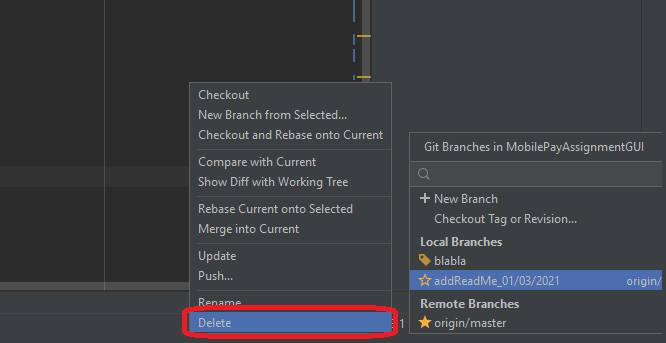 Checkout
New Branch from Selected...
Checkout and Rebase onto Current
Compare with Current
Show Diff with Working Tree
Rebase Current onto Selected
Merge into Current
Update
Push...
Rename
Delete
1
Git Branches in MobilePayAssignmentGUI
New Branch
Checkout Tag or Revision...
Local Branches
blabla
addReadMe_01/03/2021 origin/
Remote Branches
origin/master